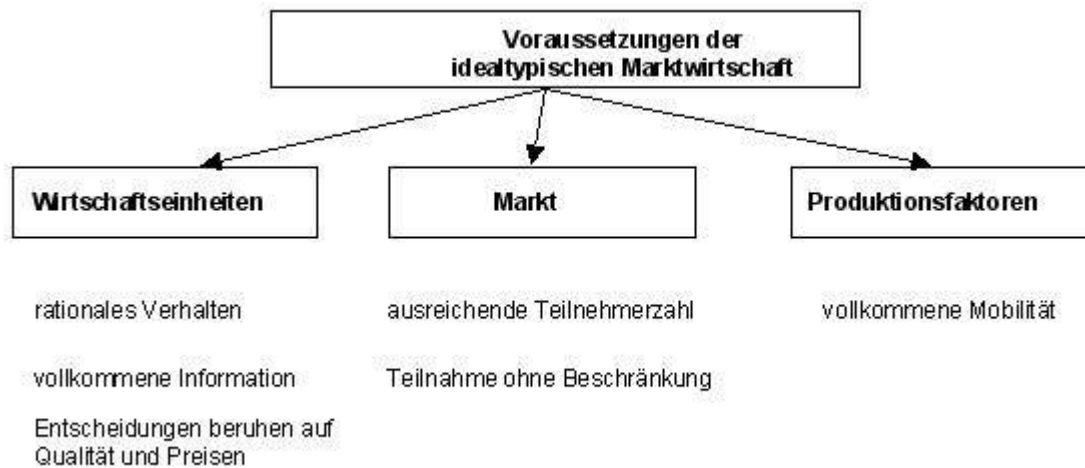 Voraussetzungen der
idealtypischen Marktwirtschaft
Wirtschaftseinheiten
Markt
Produktionsfaktoren
rationales Verhalten
ausreichende Teilnehmerzahl
vollkommene Mobilität
vollkommene Information
Teilnahme ohne Beschränkung
Entscheidungen beruhen auf
Qualität und Preisen